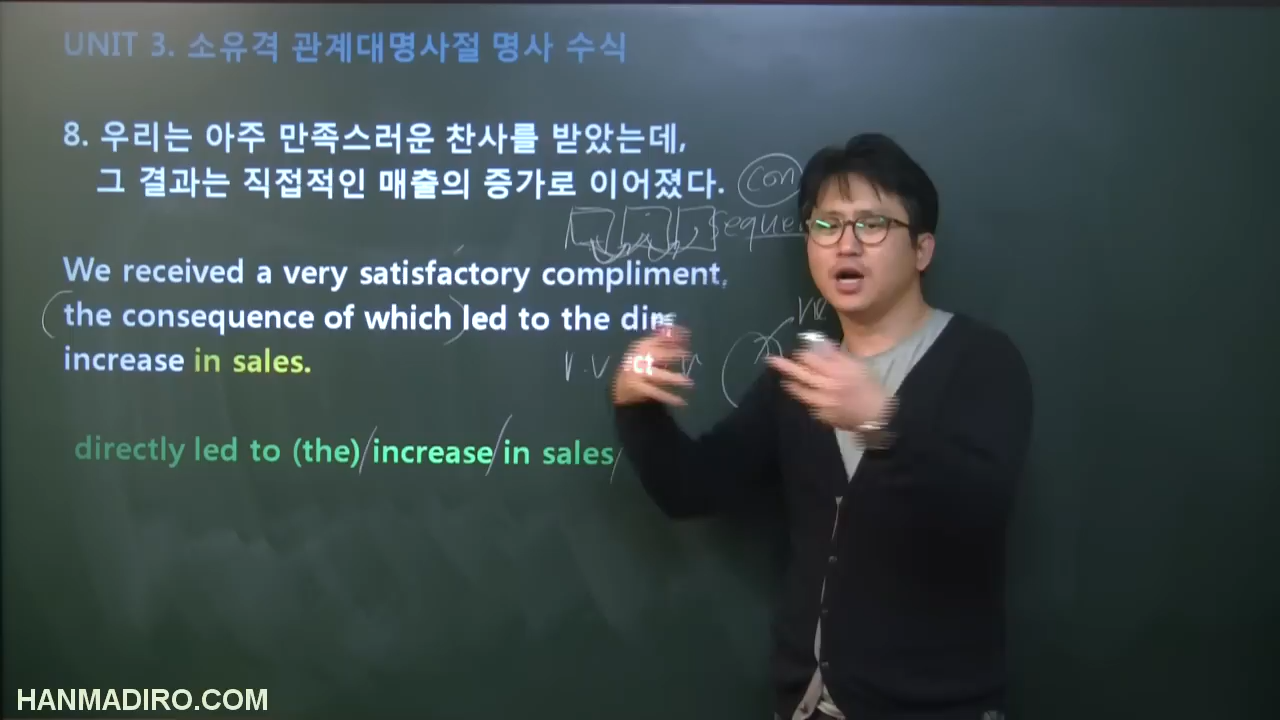 UNIT 3. 소유격 관계대명사절 명사 수식
8. 우리는 아주 만족스러운 찬사를 받았는데,
그 결과는 직접적인 매출의 증가로 이어졌다.
con
seque
We received a very satisfactory compliment,
the consequence of which led to the dire
increase in sales.
directly led to (the) increase in sales
HANMADIRO.COM